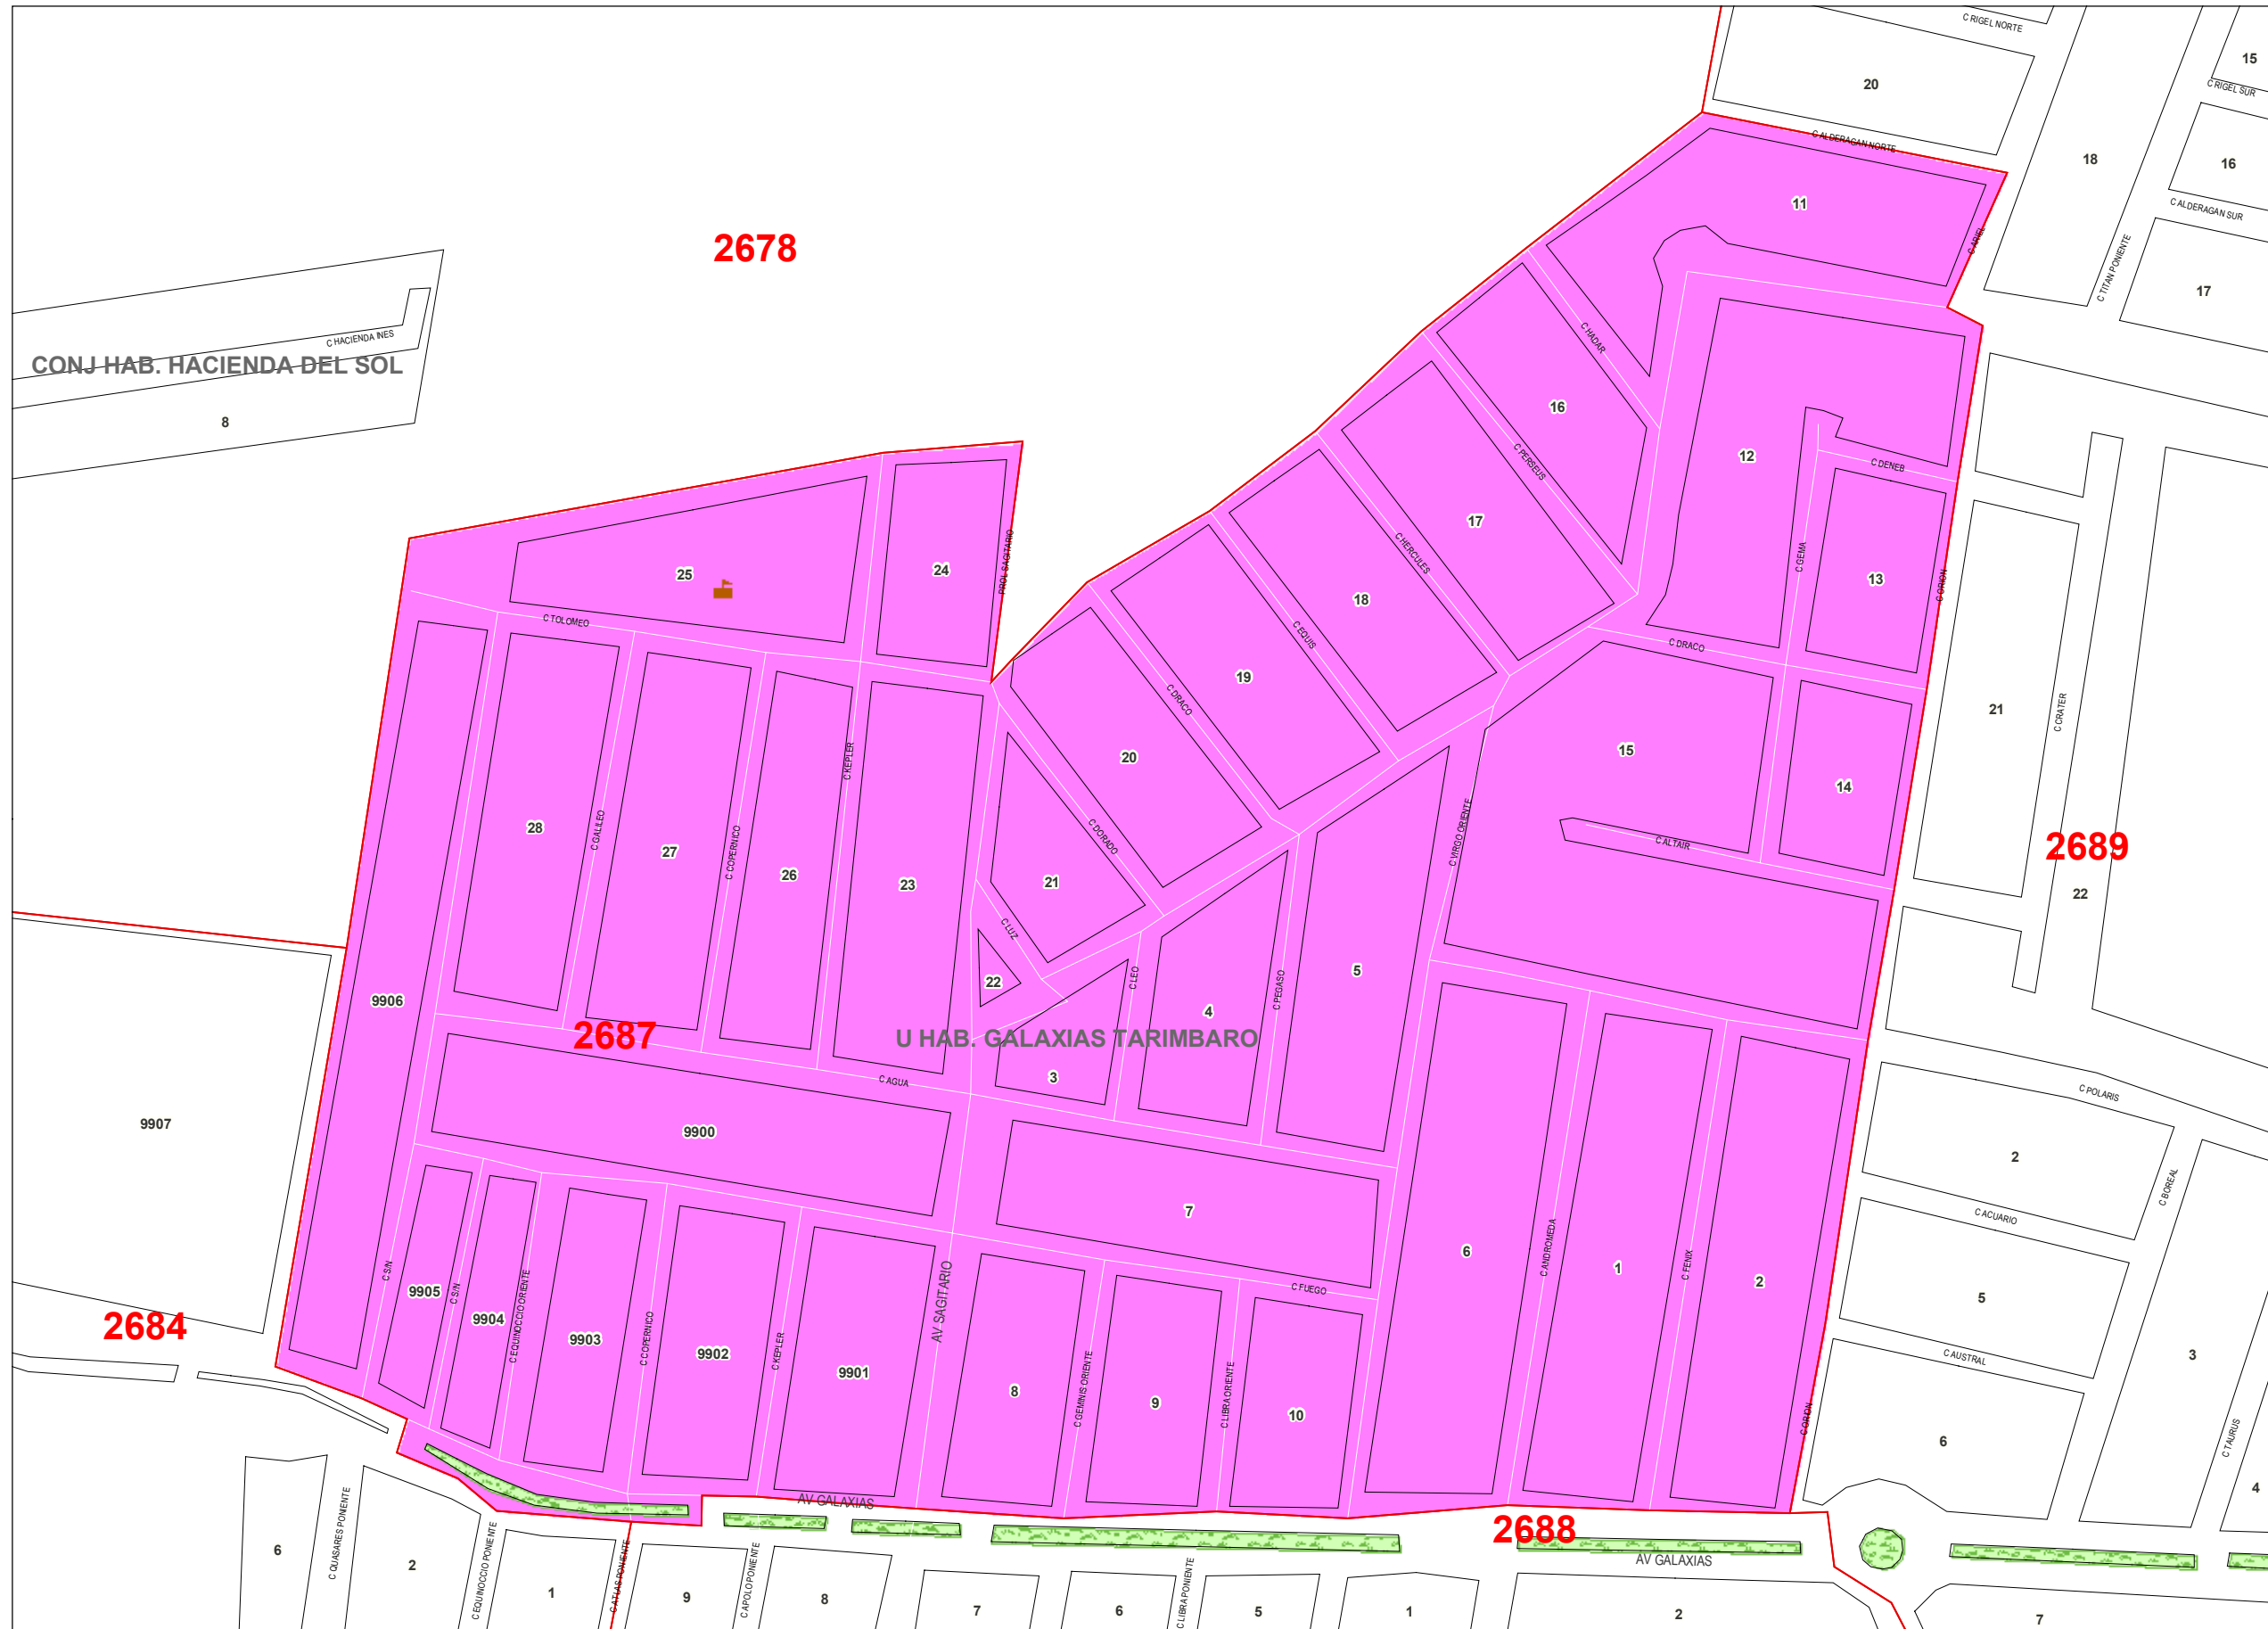 C RIGEL NORTE
15
20
C RIGEL SUR
C ALDERAGAN NORTE
18
16
11
C ALDERAGAN SUR
2678
C ARIEL
C TITAN PONIENTE
17
C HACIENDA INES
C HADAR
CONJ HAB. HACIENDA DEL SOL
8
16
12
C PERSEUS
C DENEB
17
C HERCULES
C GEMA
25
24
PROL SAGITARIO
13
C ORION
18
C TOLOMEO
C EQUIS
C DRACO
19
C DRACO
21
C CRATER
20
15
C KEPLER
14
28
C GALILEO
27
C COPERNICO
26
23
C DORADO
C VIRGO ORIENTE
C ALTAIR
2689
21
22
C LUZ
9906
22
C LEO
4
C PEGASO
5
2687
U HAB. GALAXIAS TARIMBARO
3
C AGUA
C POLARIS
9907
9900
2
C BOREAL
7
C ACUARIO
6
C ANDROMEDA
1
C FENIX
2
C S/N
9905
C S/N
9904
C EQUINOCCIO ORIENTE
9903
C COPERNICO
9902
C KEPLER
9901
AV SAGITARIO
C FUEGO
5
2684
C AUSTRAL
3
8
C GEMINIS ORIENTE
9
C LIBRA ORIENTE
10
C ORION
6
C TAURUS
4
AV GALAXIAS
2688
AV GALAXIAS
6
C QUASARES PONIENTE
2
C EQUINOCCIO PONIENTE
1
C ATLAS PONIENTE
9
C APOLO PONIENTE
8
7
6
C LIBRA PONIENTE
5
1
2
7